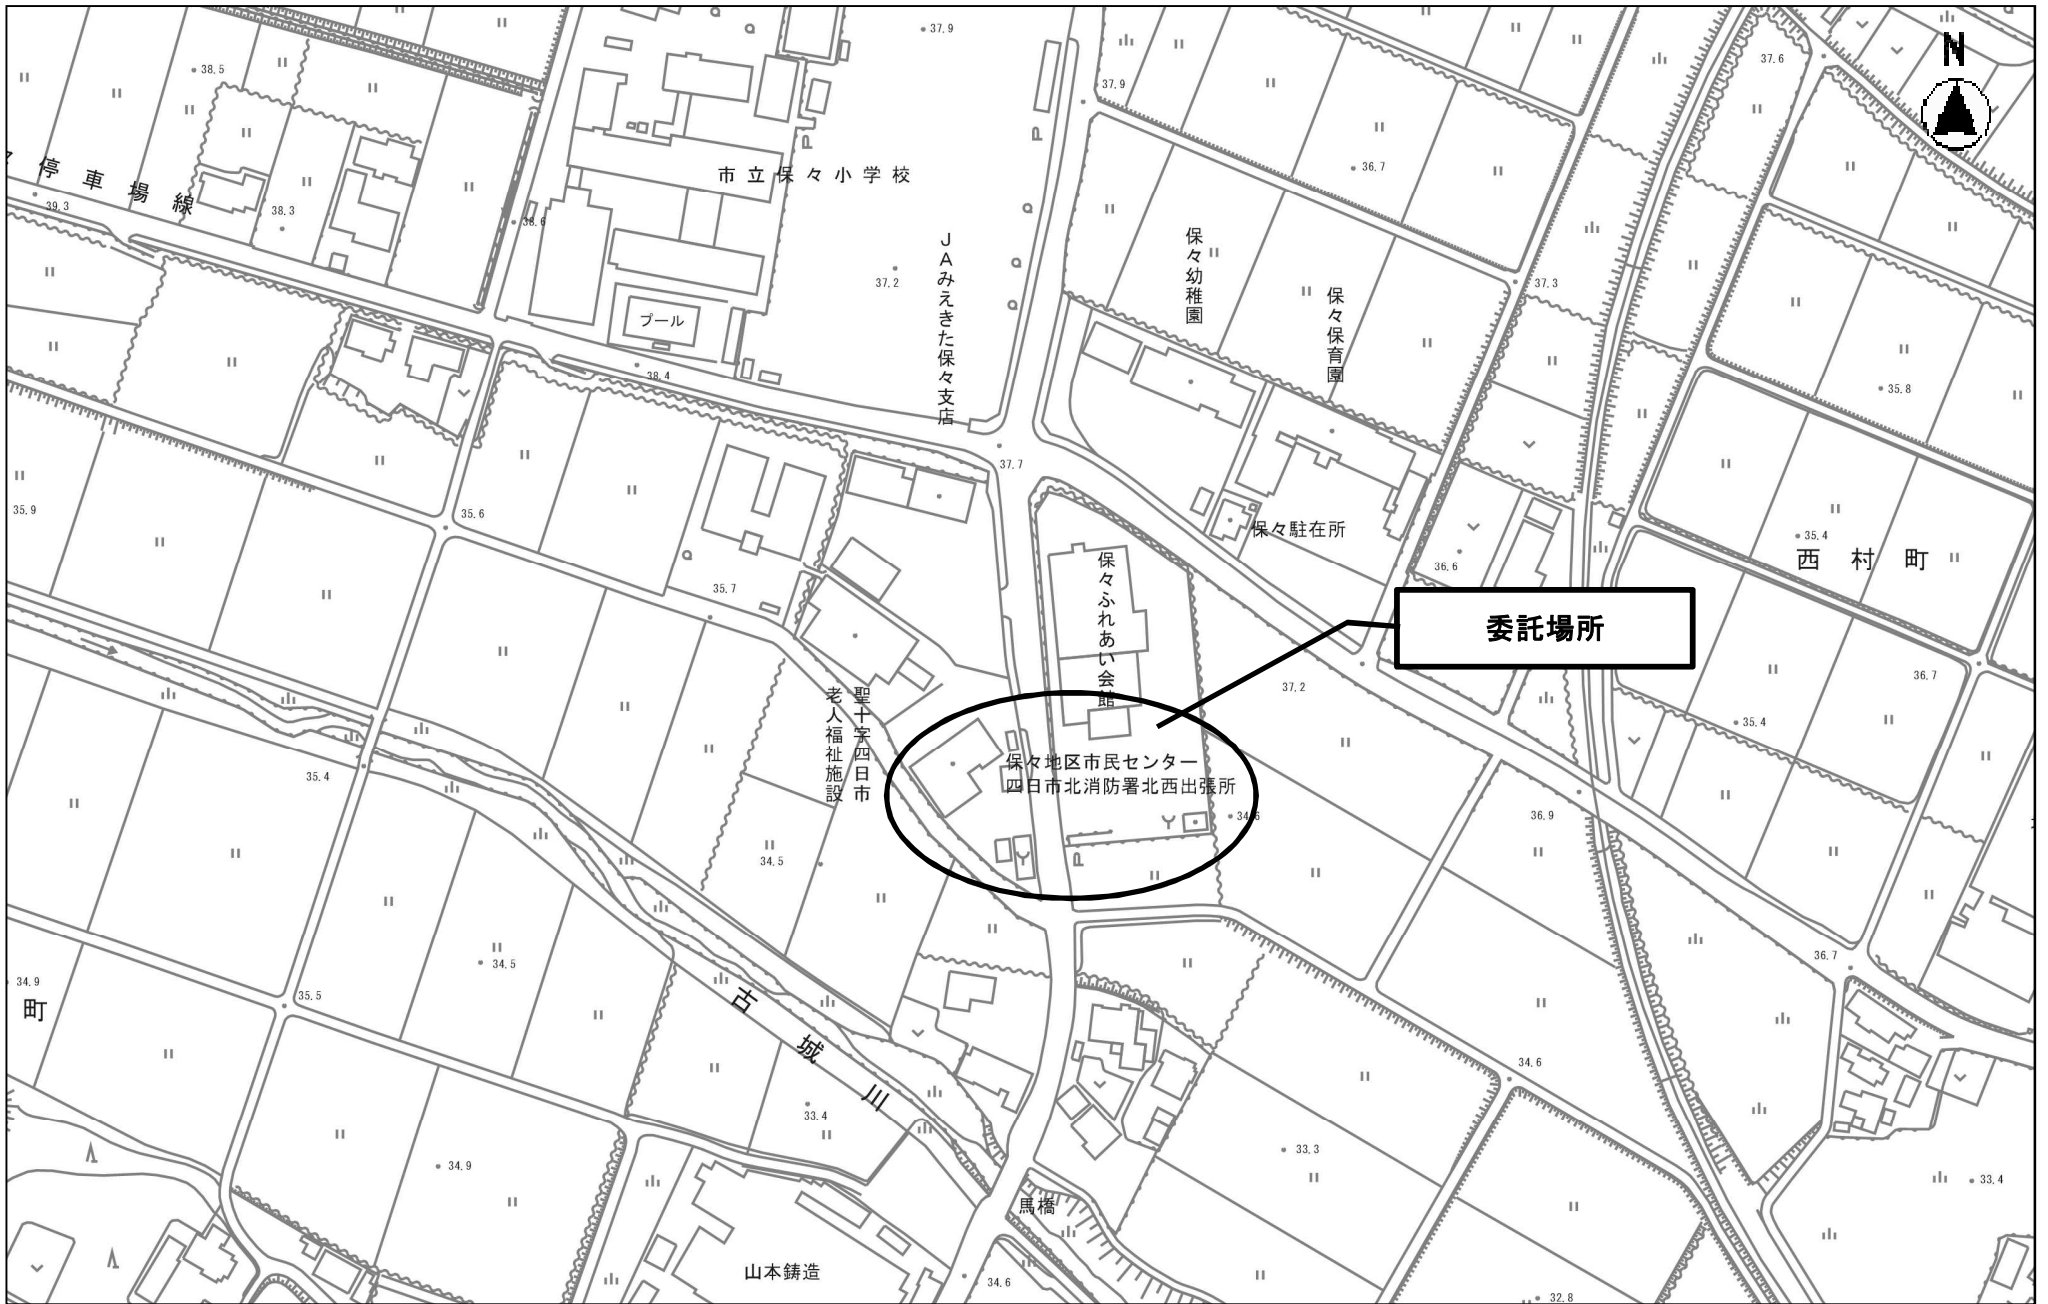 37.9
N
37.6
38.5
37.9
P
P
36.7
停車場線
市立保々小学校
39.3
38.3
38.6
保々幼稚園
JAみえきた保々支店
37.2
37.3
保々保育園
プール
38.4
35.8
37.7
35.9
35.6
保々駐在所
35.4
西村町
保々ふれあい会館
36.6
35.7
委託場所
36.7
37.2
聖十字四日市
老人福祉施設
35.4
35.4
保々地区市民センター
四日市北消防署北西出張所
34.6
36.9
34.5
P
34.5
36.7
34.9
35.5
町
古城川
34.6
33.4
33.3
34.9
33.4
馬橋
山本鋳造
34.6
32.8